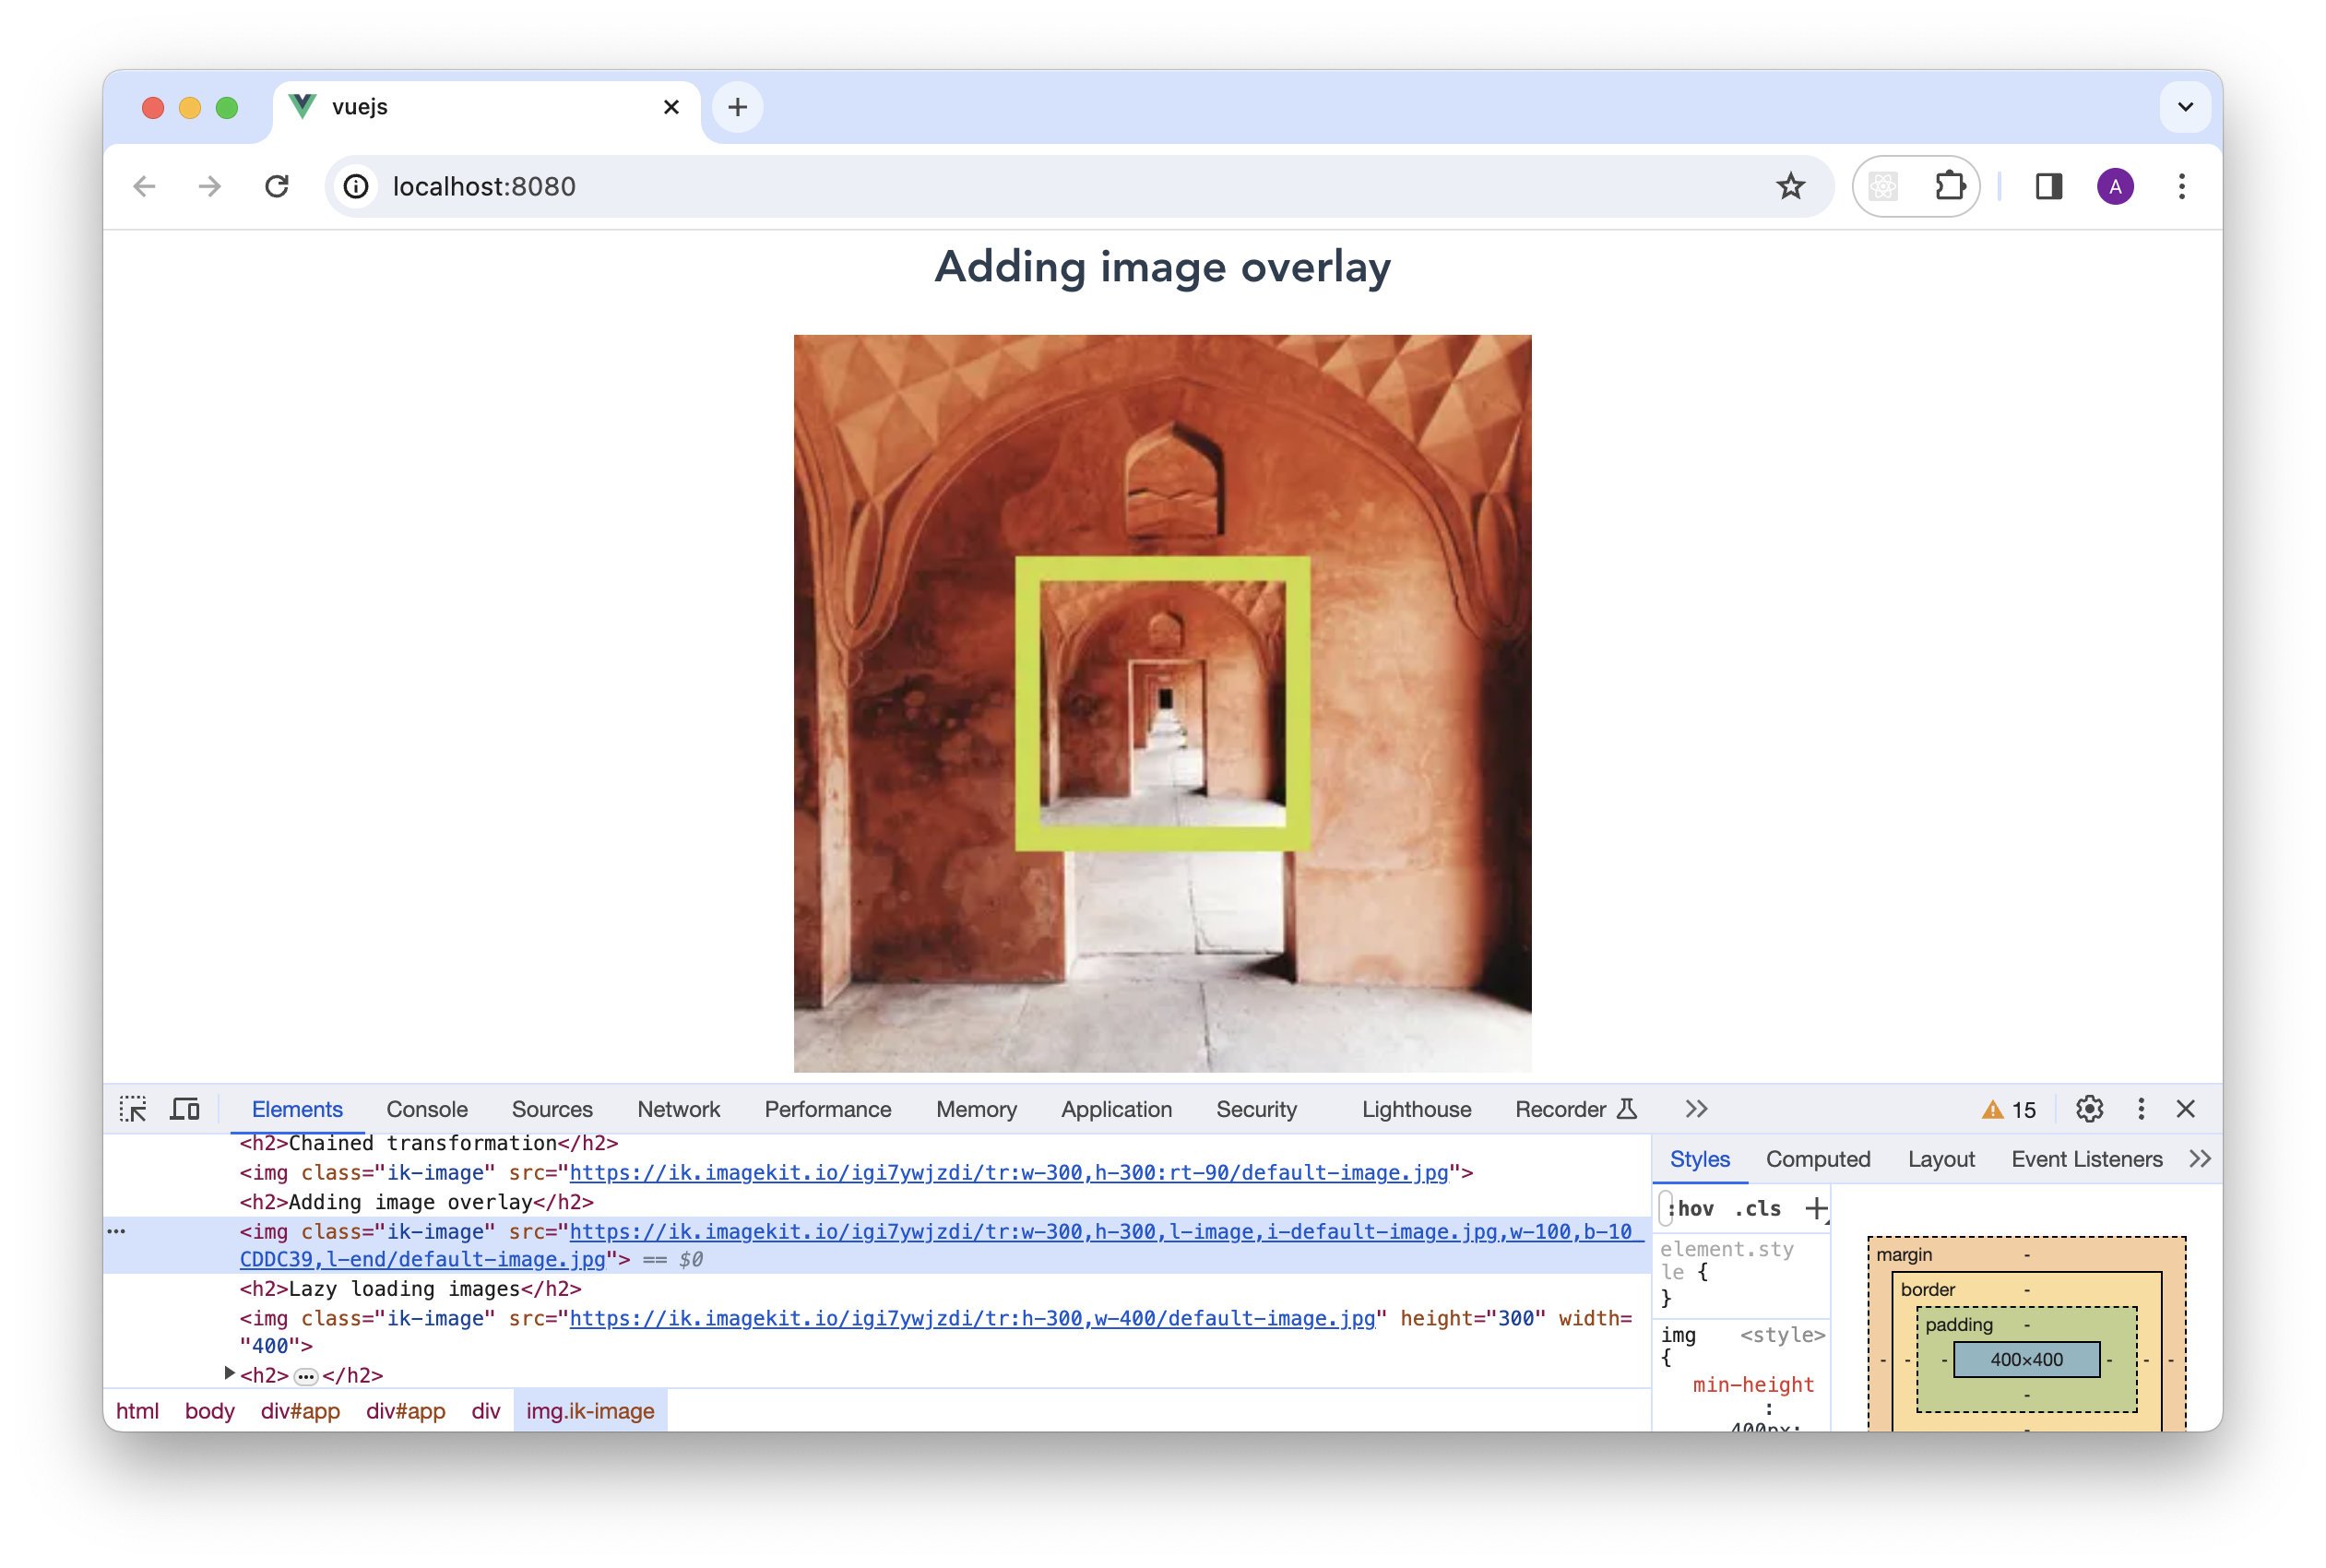 vuejs
localhost:8080
A
Adding image overlay
Elements Console Sources Network Performance Memory Application Security Lighthouse Recorder 15
<h2>Chained transformation</h2>
<img class="ik-image" src="https://ik.imagekit.io/igi7ywjzdi/tr:w-300,h-300:rt-90/default-image.jpg">
<h2>Adding image overlay</h2>
<img class="ik-image" src="https://ik.imagekit.io/igi7ywjzdi/tr:w-300,h-300,l-image,i-default-image.jpg,w-100,b-10_
CDDC39,l-end/default-image.jpg"> == $0
<h2>Lazy loading images</h2>
<img class="ik-image" src="https://ik.imagekit.io/igi7ywjzdi/tr:h-300,w-400/default-image.jpg" height="300" width=
"400">
<h2>…</h2>
html body div#app div#app div img.ik-image
Styles Computed Layout Event Listeners
:hov .cls
element.sty
le {
}
img <style>
{
min-height
:
400px;
margin -
border -
padding -
- - - 400×400 - - -
-
-